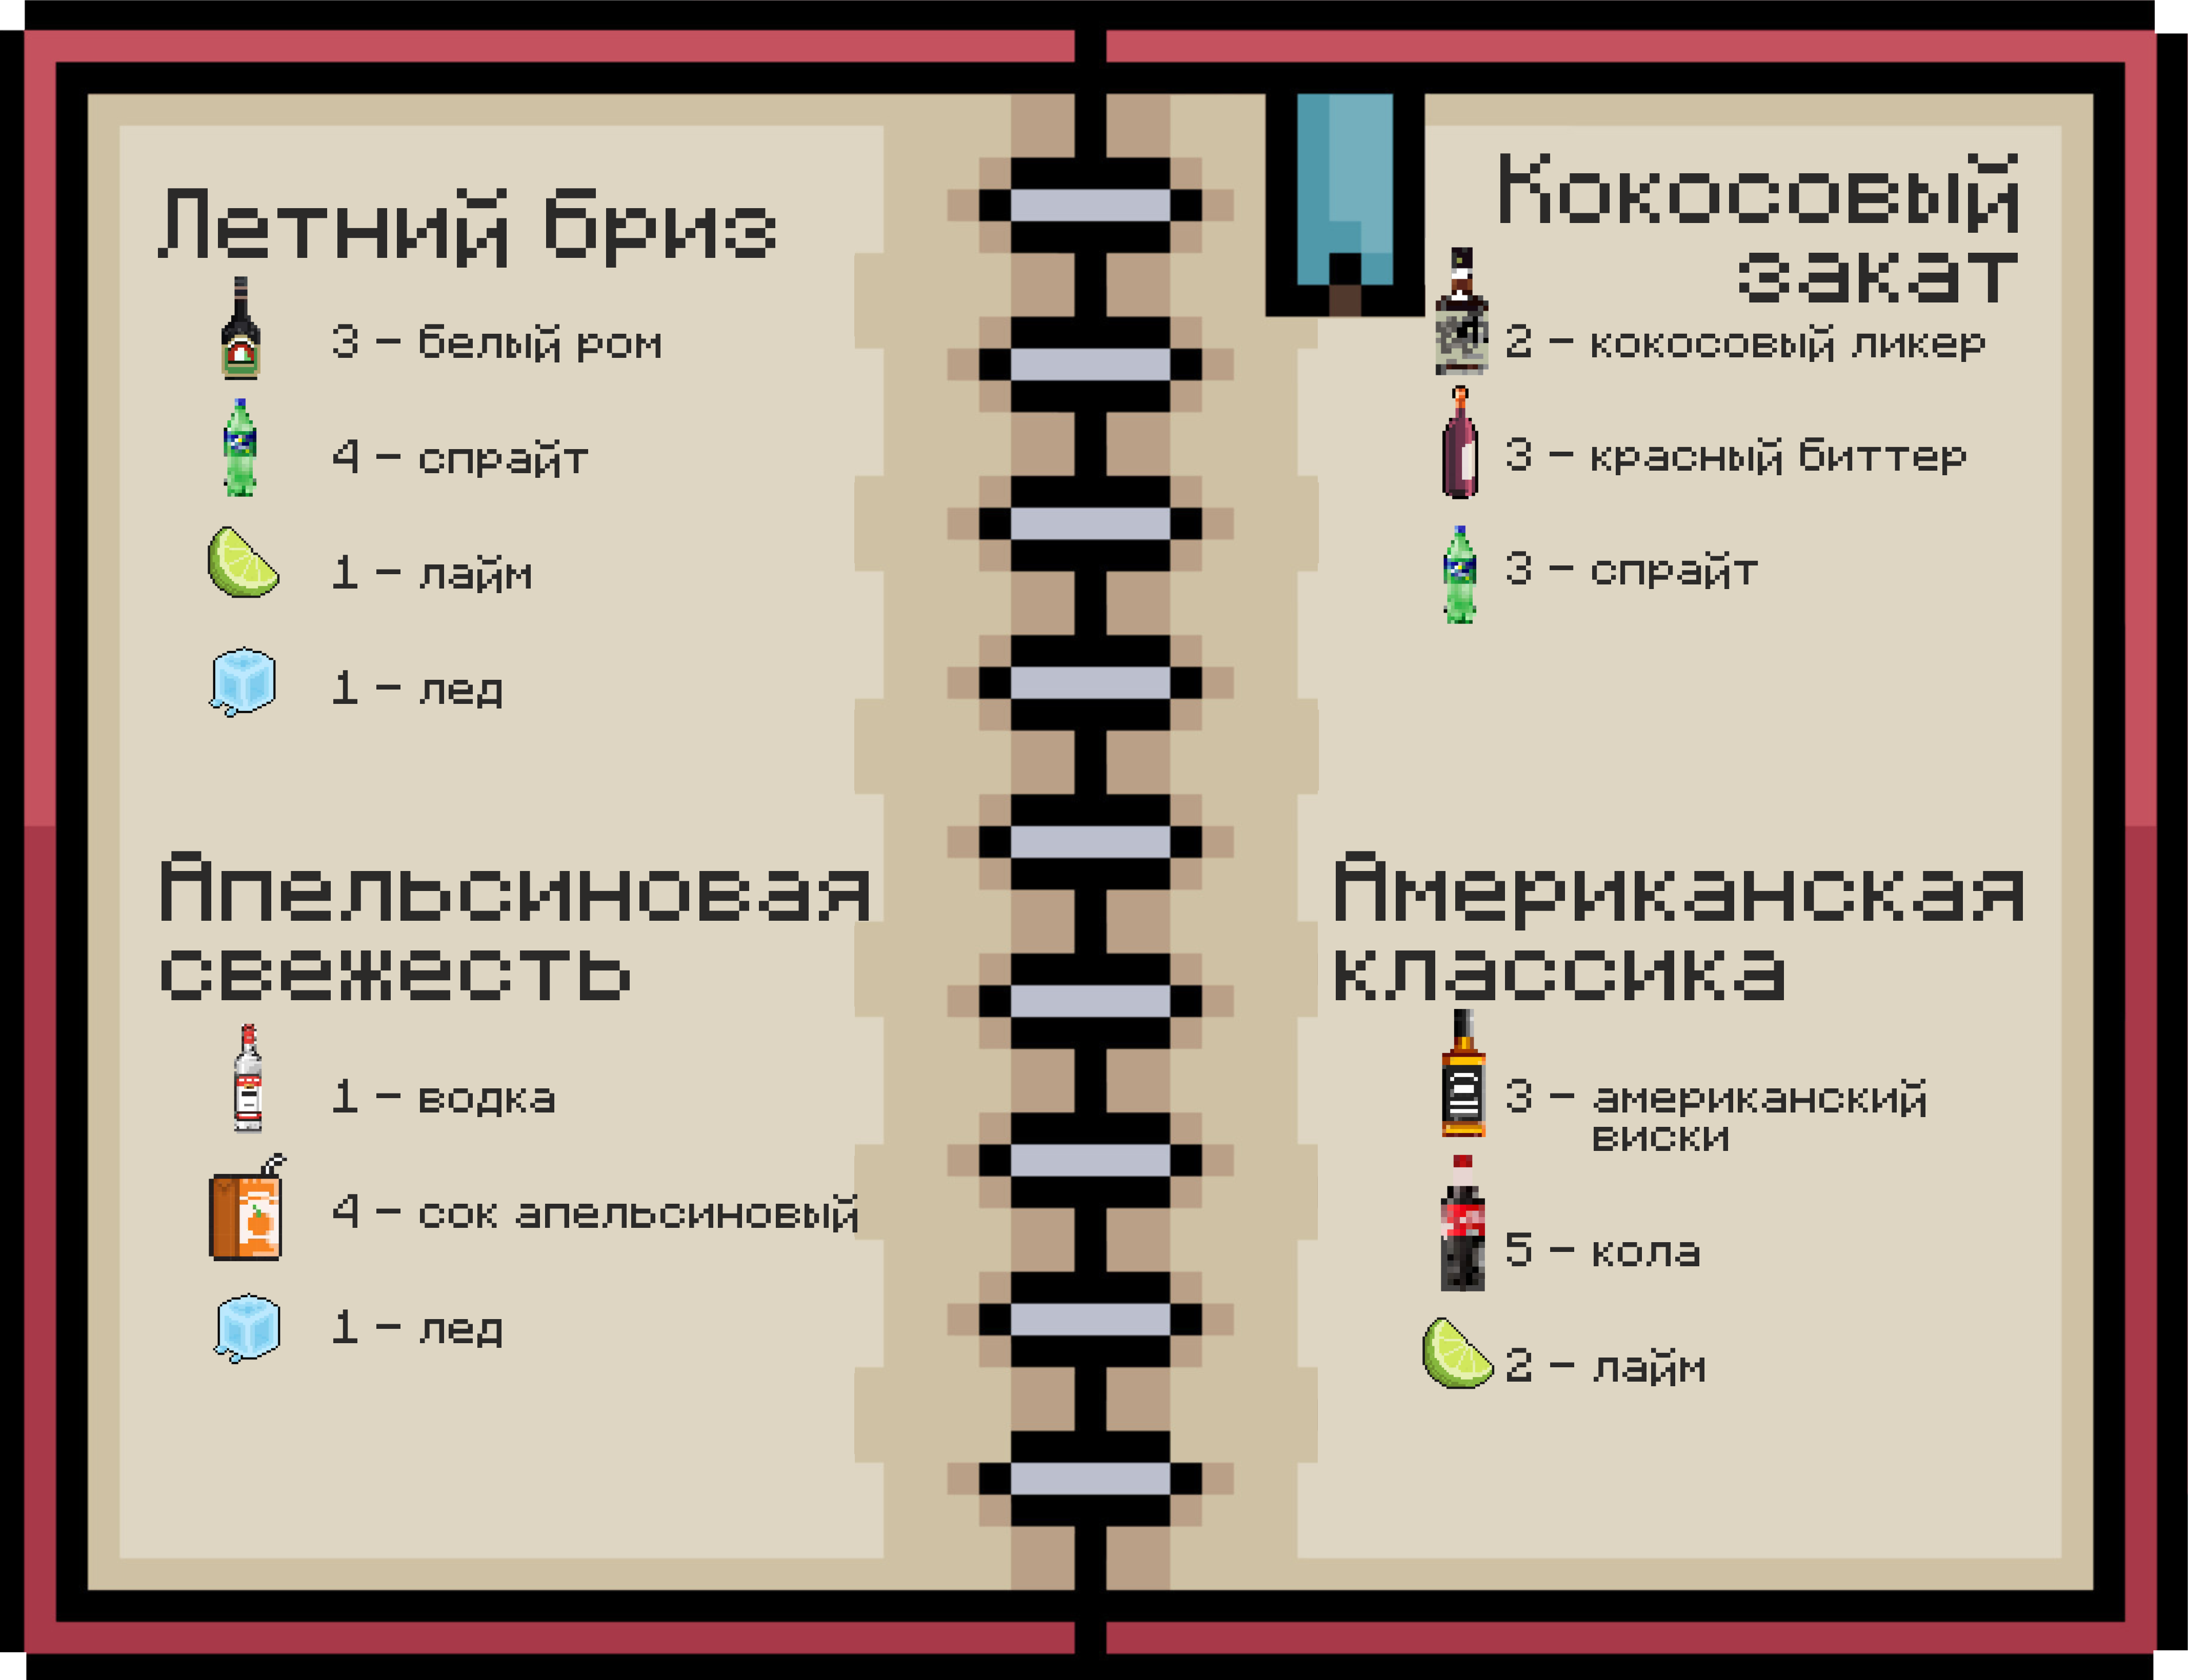 Летний бриз
3 - белый ром
4 - спрайт
1 - лайм
1 - лед
Апельсиновая
свежесть
1 - водка
4 - сок апельсиновый
1 - лед
Кокосовый
закат
2 - кокосовый ликер
3 - красный биттер
3 - спрайт
Американская
классика
3 - американский
виски
5 - кола
2 - лайм